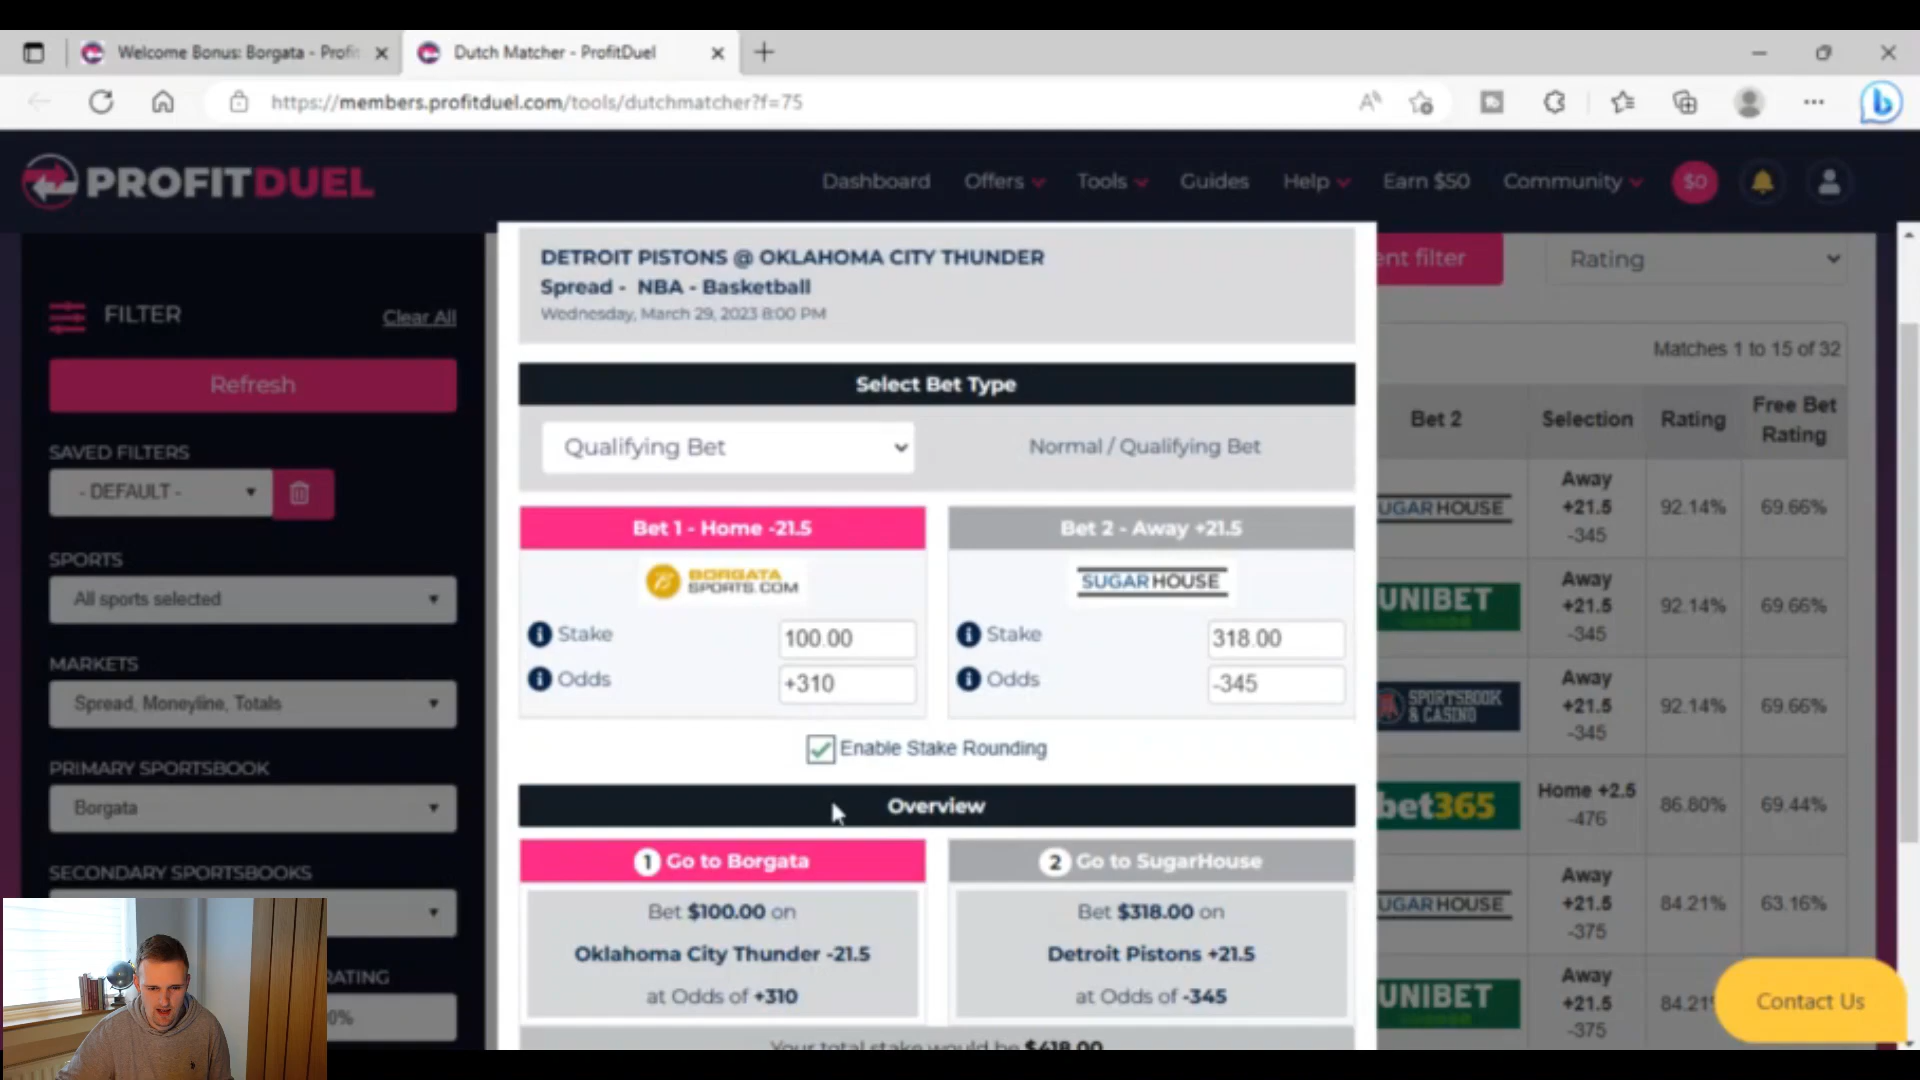 Welcome Bonus: Borgata - Profi
Dutch Matcher - ProfitDuel
https://members.profitduel.com/tools/dutchmatcher?f=75
PROFITDUEL
Dashboard
Offers
Tools
Guides
Help
Earn $50
Community
$0
FILTER
Clear All
Refresh
SAVED FILTERS
- DEFAULT -
SPORTS
All sports selected
MARKETS
Spread, Moneyline, Totals
PRIMARY SPORTSBOOK
Borgata
SECONDARY SPORTSBOOKS
RATING
0%
DETROIT PISTONS @ OKLAHOMA CITY THUNDER
Spread - NBA - Basketball
Wednesday, March 29, 2023 8:00 PM
Select Bet Type
Qualifying Bet
Normal / Qualifying Bet
Bet 1 - Home -21.5
BORGATA
SPORTS.COM
Stake
100.00
Odds
+310
Bet 2 - Away +21.5
SUGARHOUSE
Stake
318.00
Odds
-345
Enable Stake Rounding
Overview
1 Go to Borgata
Bet $100.00 on
Oklahoma City Thunder -21.5
at Odds of +310
2 Go to SugarHouse
Bet $318.00 on
Detroit Pistons +21.5
at Odds of -345
Your total stake would be $418.00
ent filter
Rating
Matches 1 to 15 of 32
Bet 2
Selection
Rating
Free Bet
Rating
UGARHOUSE
Away
+21.5
-345
92.14%
69.66%
UNIBET
Away
+21.5
-345
92.14%
69.66%
SPORTSBOOK
& CASINO
Away
+21.5
-345
92.14%
69.66%
bet365
Home +2.5
-476
86.80%
69.44%
UGARHOUSE
Away
+21.5
-375
84.21%
63.16%
UNIBET
Away
+21.5
-375
84.21
Contact Us